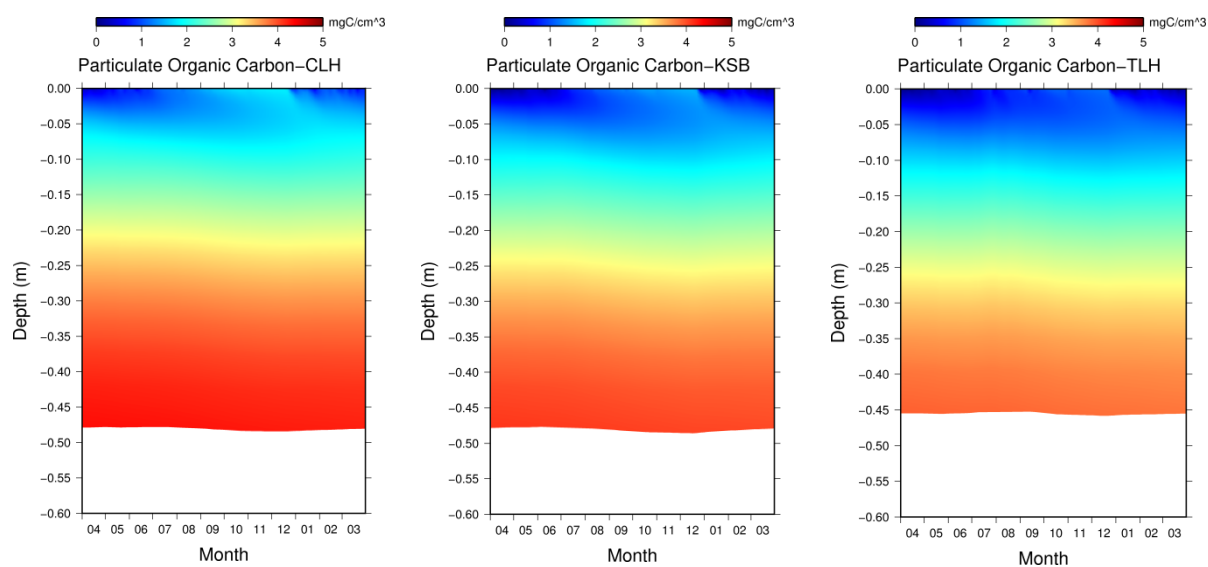 mgC/cm^3
0 1 2 3 4 5
Particulate Organic Carbon−CLH
0.00
−0.05
−0.10
−0.15
−0.20
−0.25
−0.30
−0.35
−0.40
−0.45
−0.50
−0.55
−0.60
Depth (m)
04 05 06 07 08 09 10 11 12 01 02 03
Month
mgC/cm^3
0 1 2 3 4 5
Particulate Organic Carbon−KSB
0.00
−0.05
−0.10
−0.15
−0.20
−0.25
−0.30
−0.35
−0.40
−0.45
−0.50
−0.55
−0.60
Depth (m)
04 05 06 07 08 09 10 11 12 01 02 03
Month
mgC/cm^3
0 1 2 3 4 5
Particulate Organic Carbon−TLH
0.00
−0.05
−0.10
−0.15
−0.20
−0.25
−0.30
−0.35
−0.40
−0.45
−0.50
−0.55
−0.60
Depth (m)
04 05 06 07 08 09 10 11 12 01 02 03
Month